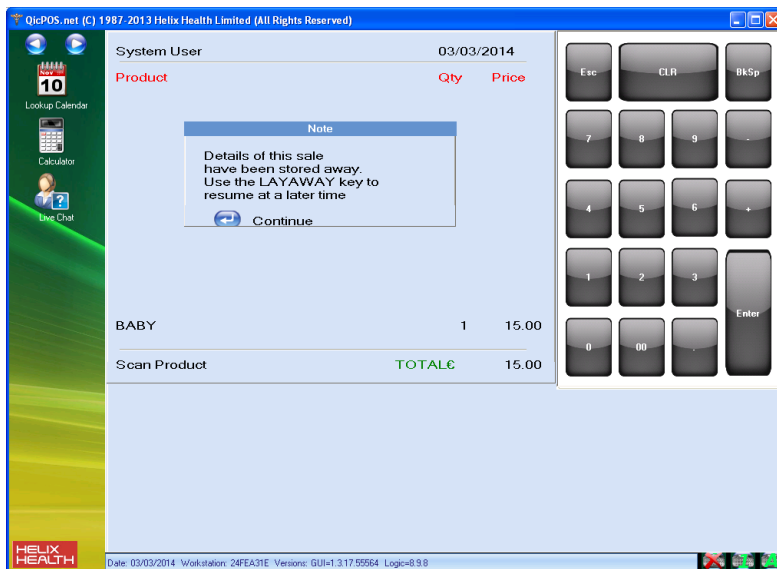 QicPOS.net (C) 1987-2013 Helix Health Limited (All Rights Reserved)
Nov
10
Lookup Calendar
Calculator
Live Chat
System User 03/03/2014
Product Qty Price
Note
Details of this sale
have been stored away.
Use the LAYAWAY key to
resume at a later time
Continue
BABY 1 15.00
Scan Product TOTAL€ 15.00
Esc CLR BkSp
7 8 9 -
4 5 6 +
1 2 3
Enter
0 00 .
HELIX
HEALTH
Date: 03/03/2014 Workstation: 24FEA31E Versions: GUI=1.3.17.55564 Logic=8.9.8